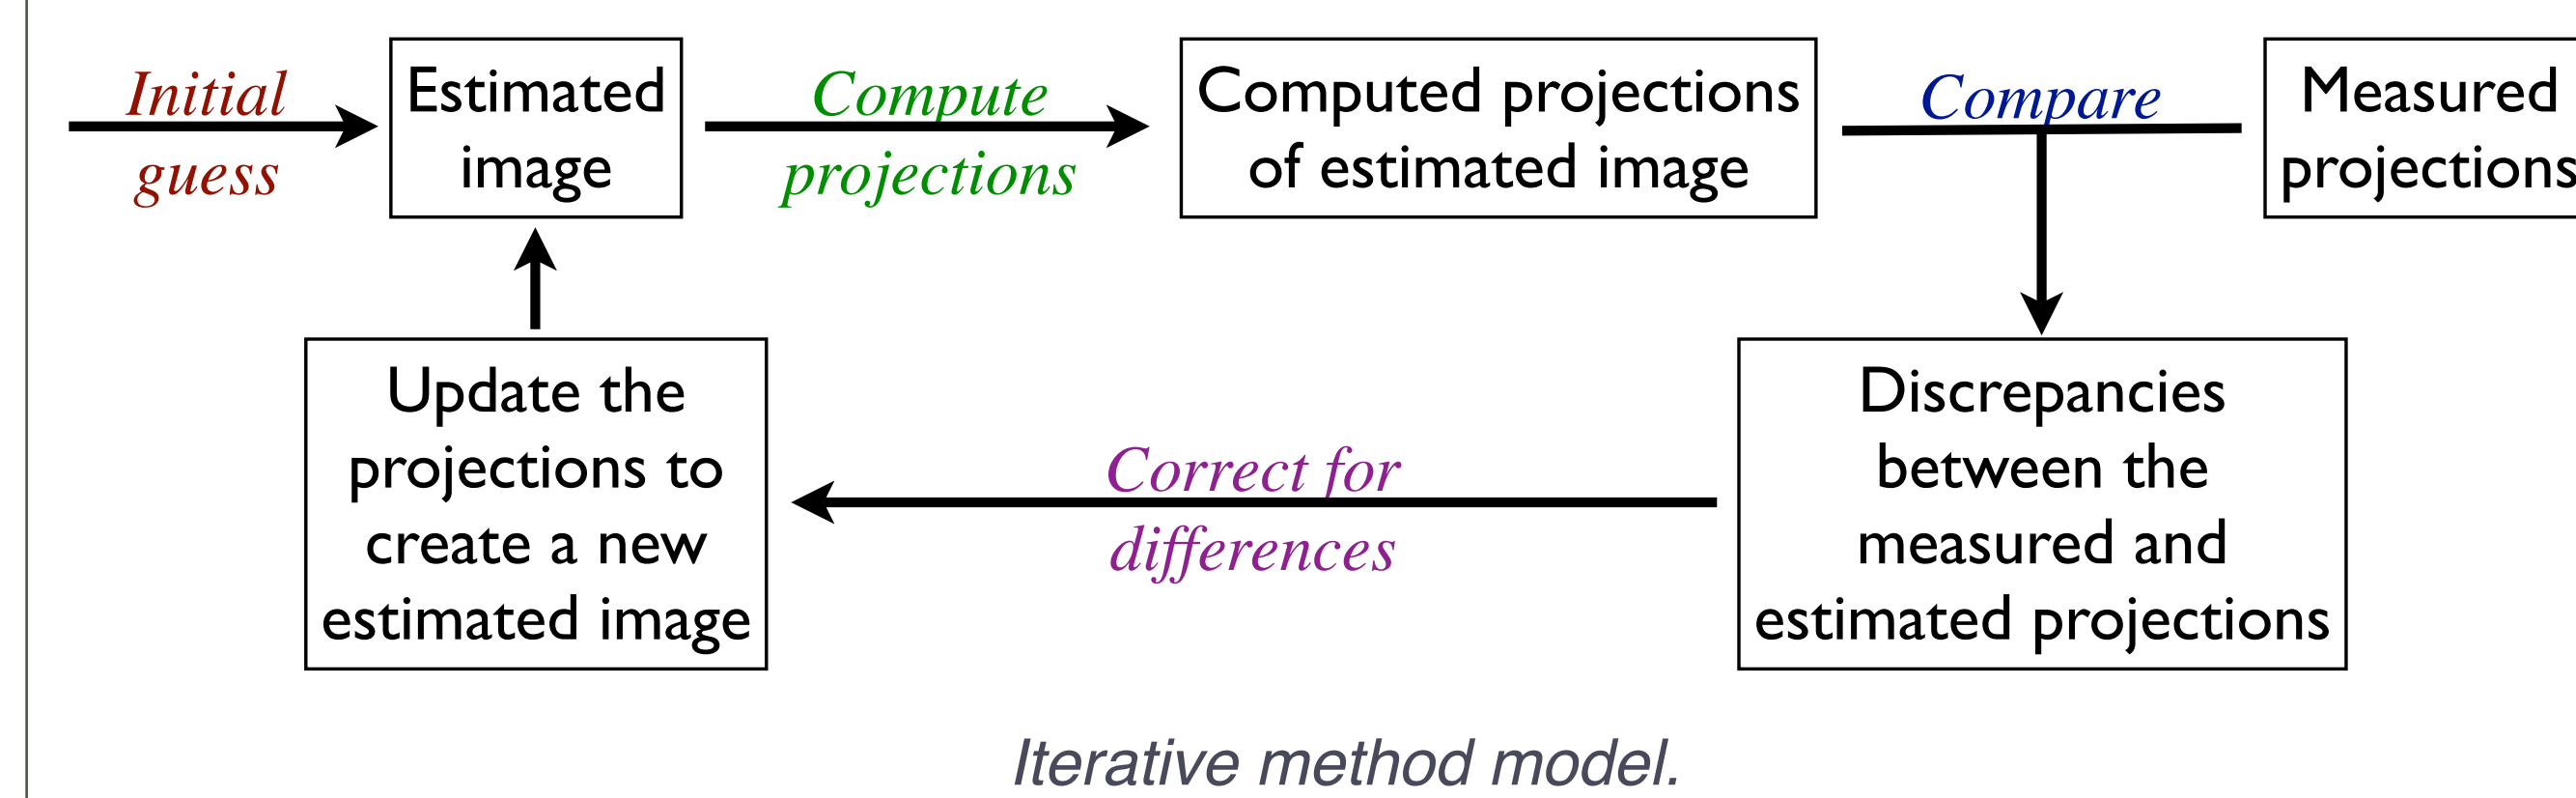 Initial
guess
Estimated
image
Compute
projections
Computed projections
of estimated image
Compare
Measured
projections
Update the
projections to
create a new
estimated image
Correct for
differences
Discrepancies
between the
measured and
estimated projections
Iterative method model.